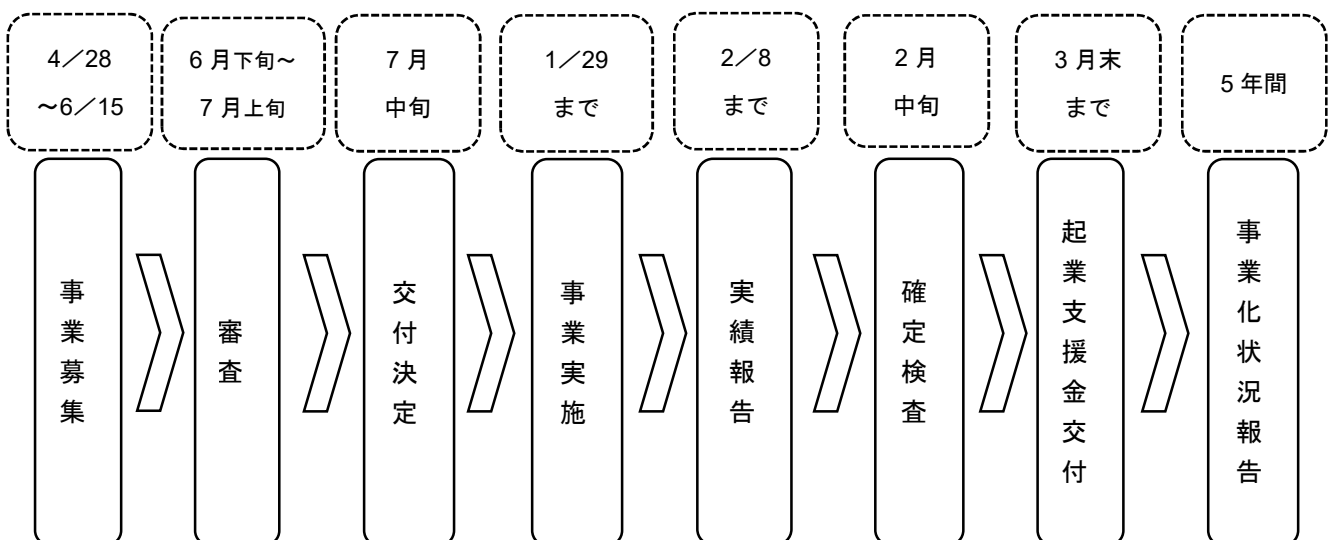 4／28
～6／15
6月下旬～
7月上旬
7月
中旬
1／29
まで
2／8
まで
2月
中旬
3月末
まで
5年間
事業募集
審査
交付決定
事業実施
実績報告
確定検査
起業支援金交付
事業化状況報告